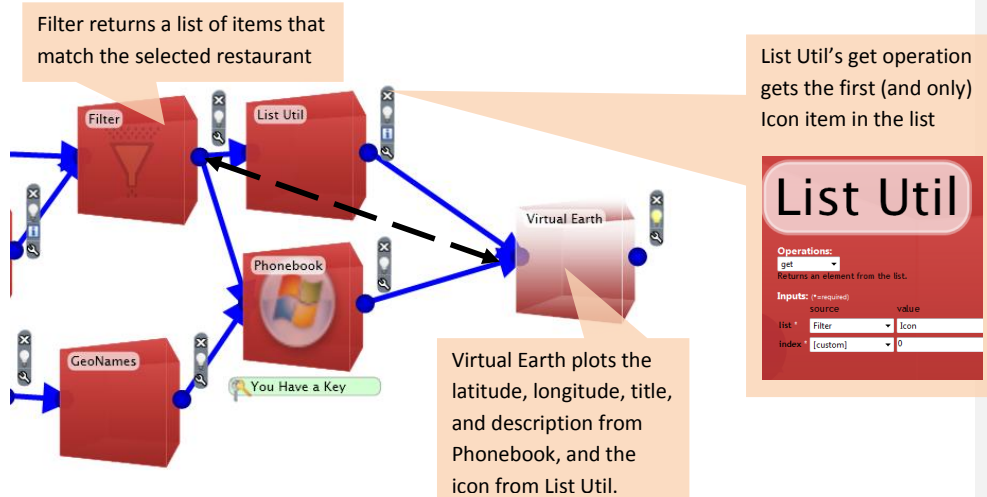 Filter returns a list of items that
match the selected restaurant
List Util's get operation
gets the first (and only)
Icon item in the list
Filter
List Util
Virtual Earth
Phonebook
GeoNames
You Have a Key
Virtual Earth plots the
latitude, longitude, title,
and description from
Phonebook, and the
icon from List Util.
List Util
Operations:
get
Returns an element from the list.
Inputs: (*=required)
source value
list * Filter Icon
index * [custom] 0